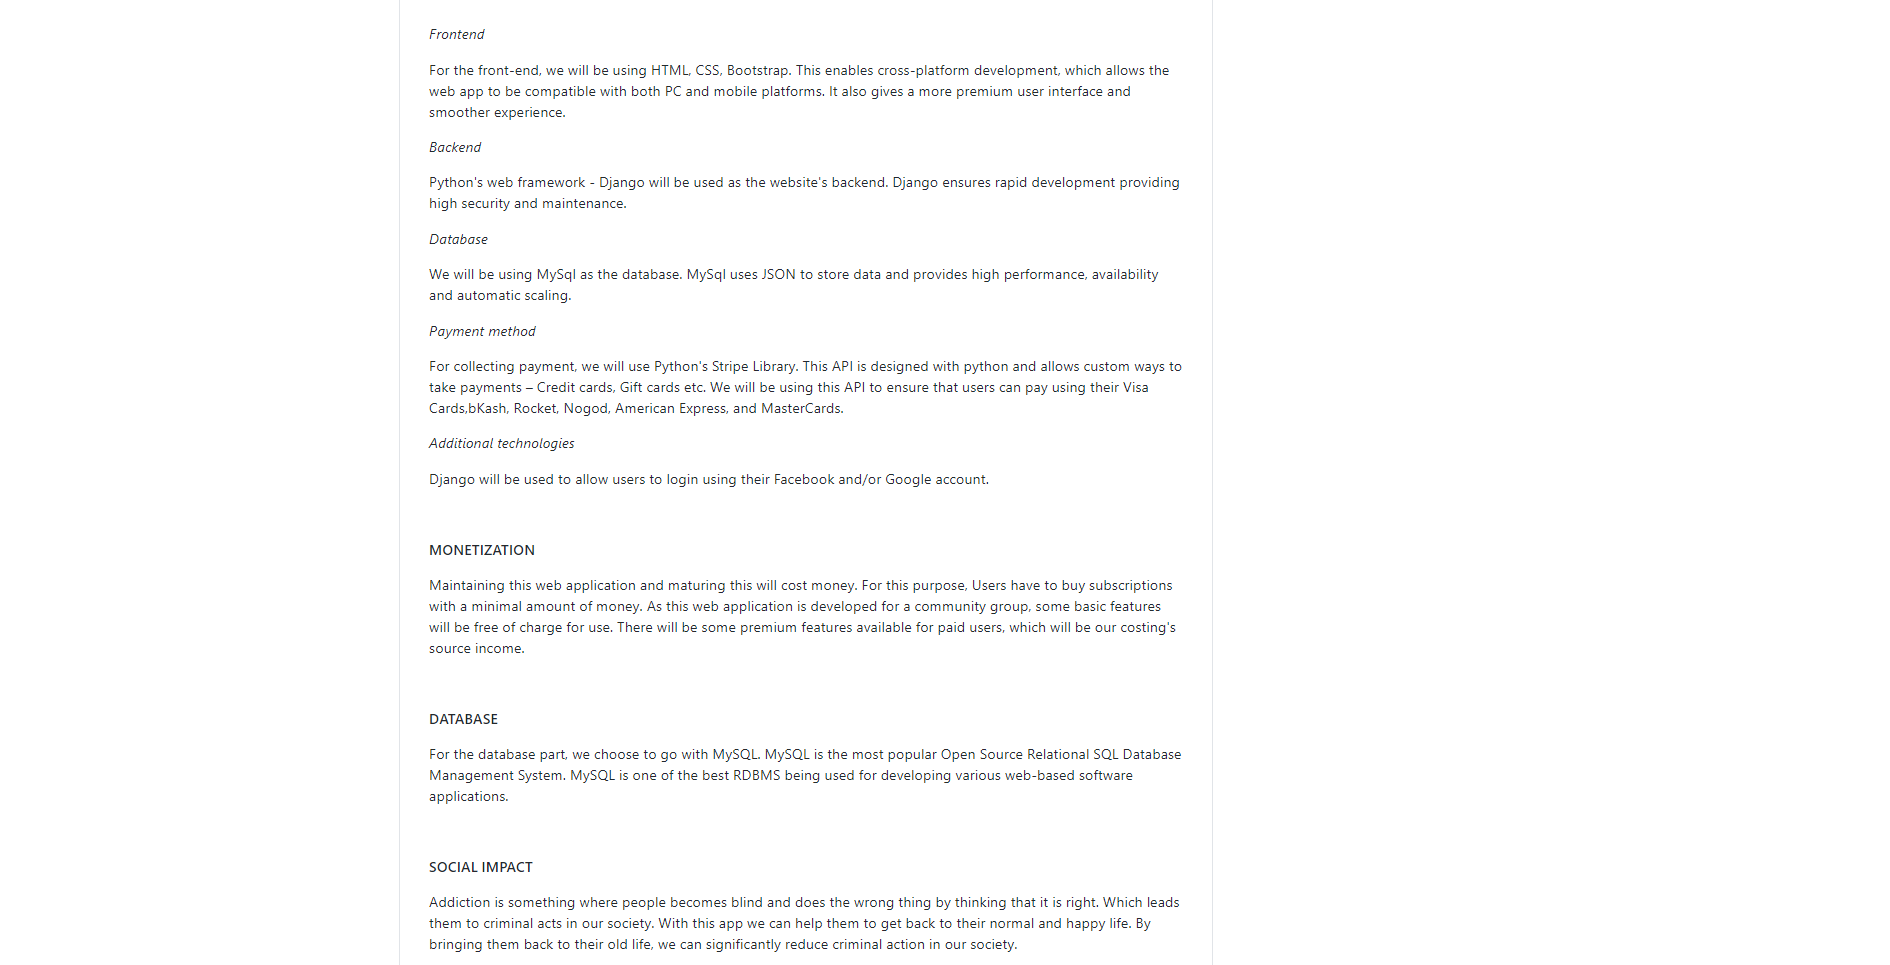 Frontend
For the front-end, we will be using HTML, CSS, Bootstrap. This enables cross-platform development, which allows the
web app to be compatible with both PC and mobile platforms. It also gives a more premium user interface and
smoother experience.
Backend
Python's web framework - Django will be used as the website's backend. Django ensures rapid development providing
high security and maintenance.
Database
We will be using MySql as the database. MySql uses JSON to store data and provides high performance, availability
and automatic scaling.
Payment method
For collecting payment, we will use Python's Stripe Library. This API is designed with python and allows custom ways to
take payments – Credit cards, Gift cards etc. We will be using this API to ensure that users can pay using their Visa
Cards,bKash, Rocket, Nogod, American Express, and MasterCards.
Additional technologies
Django will be used to allow users to login using their Facebook and/or Google account.
MONETIZATION
Maintaining this web application and maturing this will cost money. For this purpose, Users have to buy subscriptions
with a minimal amount of money. As this web application is developed for a community group, some basic features
will be free of charge for use. There will be some premium features available for paid users, which will be our costing's
source income.
DATABASE
For the database part, we choose to go with MySQL. MySQL is the most popular Open Source Relational SQL Database
Management System. MySQL is one of the best RDBMS being used for developing various web-based software
applications.
SOCIAL IMPACT
Addiction is something where people becomes blind and does the wrong thing by thinking that it is right. Which leads
them to criminal acts in our society. With this app we can help them to get back to their normal and happy life. By
bringing them back to their old life, we can significantly reduce criminal action in our society.